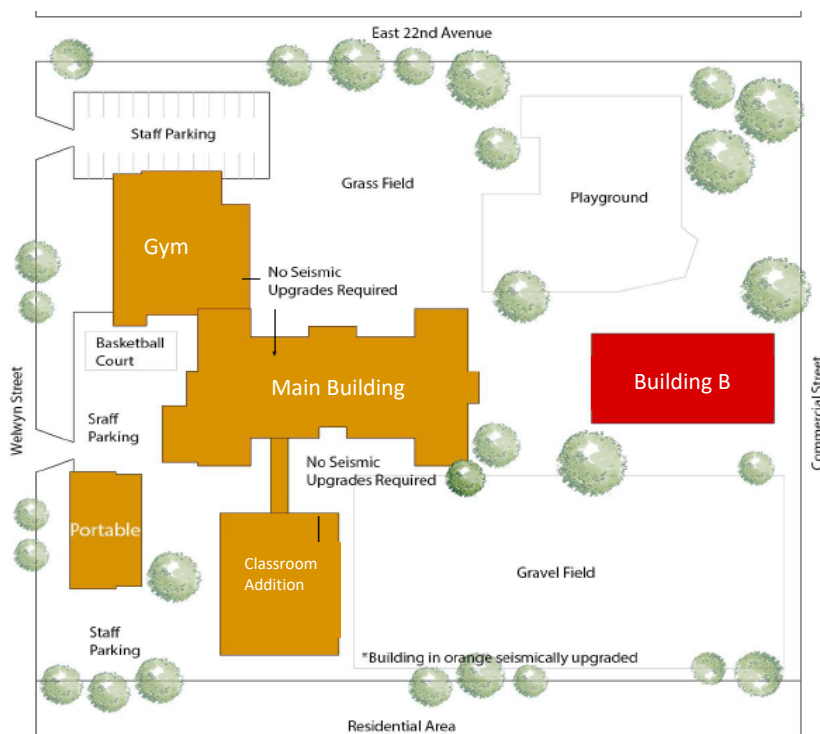 East 22nd Avenue
Staff Parking
Grass Field
Playground
Gym
No Seismic
Upgrades Required
Basketball
Court
Main Building
Building B
Welwyn Street
Commercial Street
Sraff
Parking
No Seismic
Upgrades Required
Portable
Classroom
Addition
Gravel Field
Staff
Parking
*Building in orange seismically upgraded
Residential Area